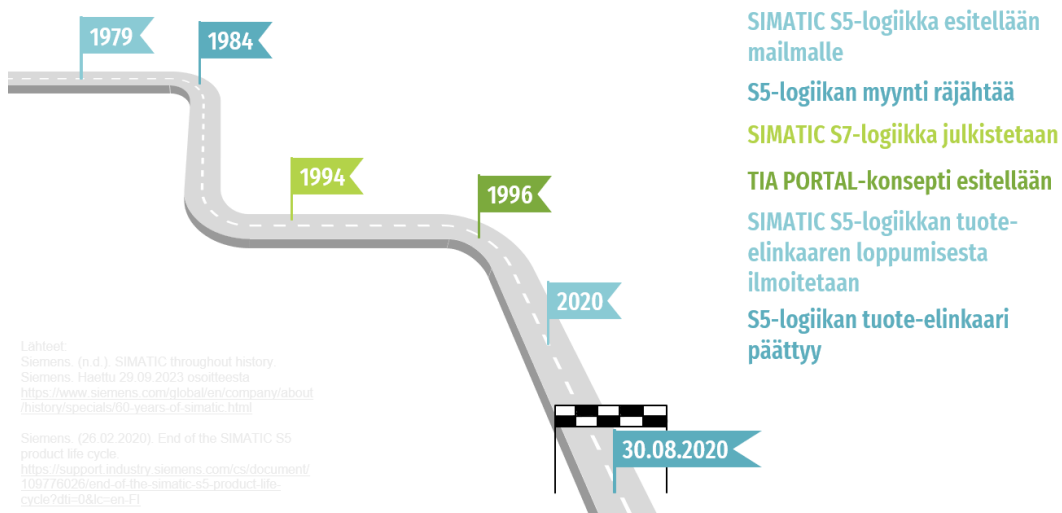 1979
1984
1994
1996
2020
30.08.2020
SIMATIC S5-logiikka esitellään
mailmalle
S5-logiikan myynti räjähtää
SIMATIC S7-logiikka julkistetaan
TIA PORTAL-konsepti esitellään
SIMATIC S5-logiikkan tuote-
elinkaaren loppumisesta
ilmoitetaan
S5-logiikan tuote-elinkaari
päättyy
Lähteet:
Siemens. (n.d.). SIMATIC throughout history.
Siemens. Haettu 29.09.2023 osoitteesta
https://www.siemens.com/global/en/company/about
/history/specials/60-years-of-simatic.html
Siemens. (26.02.2020). End of the SIMATIC S5
product life cycle.
https://support.industry.siemens.com/cs/document/
109776026/end-of-the-simatic-s5-product-life-
cycle?dti=0&lc=en-FI